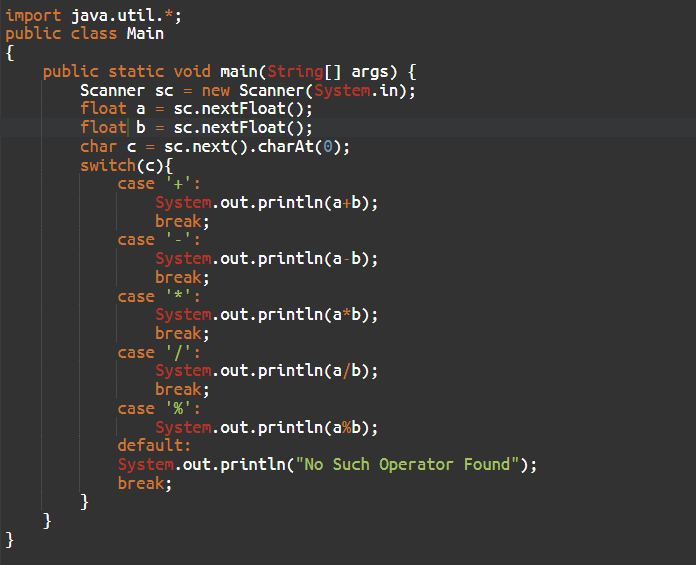 import java.util.*;
public class Main
{
    public static void main(String[] args) {
        Scanner sc = new Scanner(System.in);
        float a = sc.nextFloat();
        float b = sc.nextFloat();
        char c = sc.next().charAt(0);
        switch(c){
            case '+':
                System.out.println(a+b);
                break;
            case '-':
                System.out.println(a-b);
                break;
            case '*':
                System.out.println(a*b);
                break;
            case '/':
                System.out.println(a/b);
                break;
            case '%':
                System.out.println(a%b);
            default:
            System.out.println("No Such Operator Found");
            break;
        }
    }
}